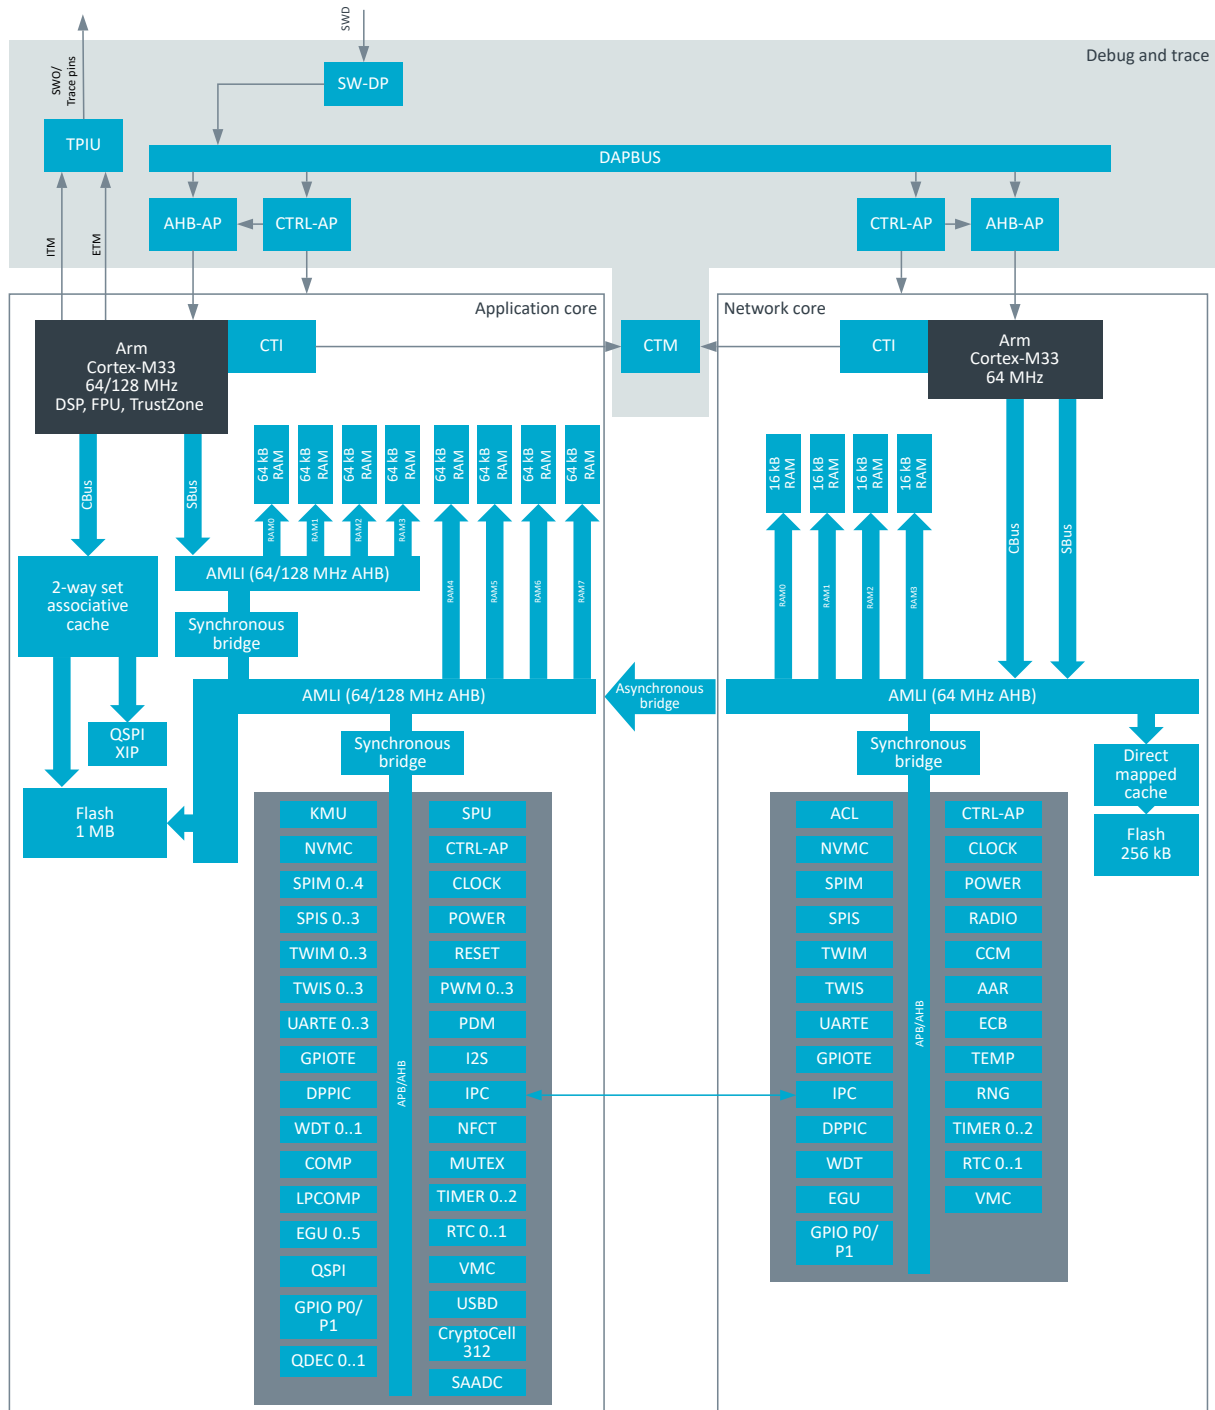 SWD
Debug and trace
SWO/
Trace pins
SW-DP
TPIU
DAPBUS
AHB-AP
CTRL-AP
CTRL-AP
AHB-AP
ITM
ETM
Application core
Network core
Arm
Cortex-M33
64/128 MHz
DSP, FPU, TrustZone
CTI
CTM
CTI
Arm
Cortex-M33
64 MHz
CBus
SBus
64 kB
RAM
64 kB
RAM
64 kB
RAM
64 kB
RAM
64 kB
RAM
64 kB
RAM
64 kB
RAM
64 kB
RAM
16 kB
RAM
16 kB
RAM
16 kB
RAM
16 kB
RAM
CBus
SBus
RAM0
RAM1
RAM2
RAM3
RAM4
RAM5
RAM6
RAM7
RAM0
RAM1
RAM2
RAM3
2-way set
associative
cache
AMLI (64/128 MHz AHB)
Synchronous
bridge
AMLI (64/128 MHz AHB)
Asynchronous
bridge
AMLI (64 MHz AHB)
QSPI
XIP
Synchronous
bridge
Synchronous
bridge
Direct
mapped
cache
Flash
1 MB
Flash
256 kB
KMU
NVMC
SPIM 0..4
SPIS 0..3
TWIM 0..3
TWIS 0..3
UARTE 0..3
GPIOTE
DPPIC
WDT 0..1
COMP
LPCOMP
EGU 0..5
QSPI
GPIO P0/
P1
QDEC 0..1
APB/AHB
SPU
CTRL-AP
CLOCK
POWER
RESET
PWM 0..3
PDM
I2S
IPC
NFCT
MUTEX
TIMER 0..2
RTC 0..1
VMC
USBD
CryptoCell
312
SAADC
ACL
NVMC
SPIM
SPIS
TWIM
TWIS
UARTE
GPIOTE
IPC
DPPIC
WDT
EGU
GPIO P0/
P1
APB/AHB
CTRL-AP
CLOCK
POWER
RADIO
CCM
AAR
ECB
TEMP
RNG
TIMER 0..2
RTC 0..1
VMC